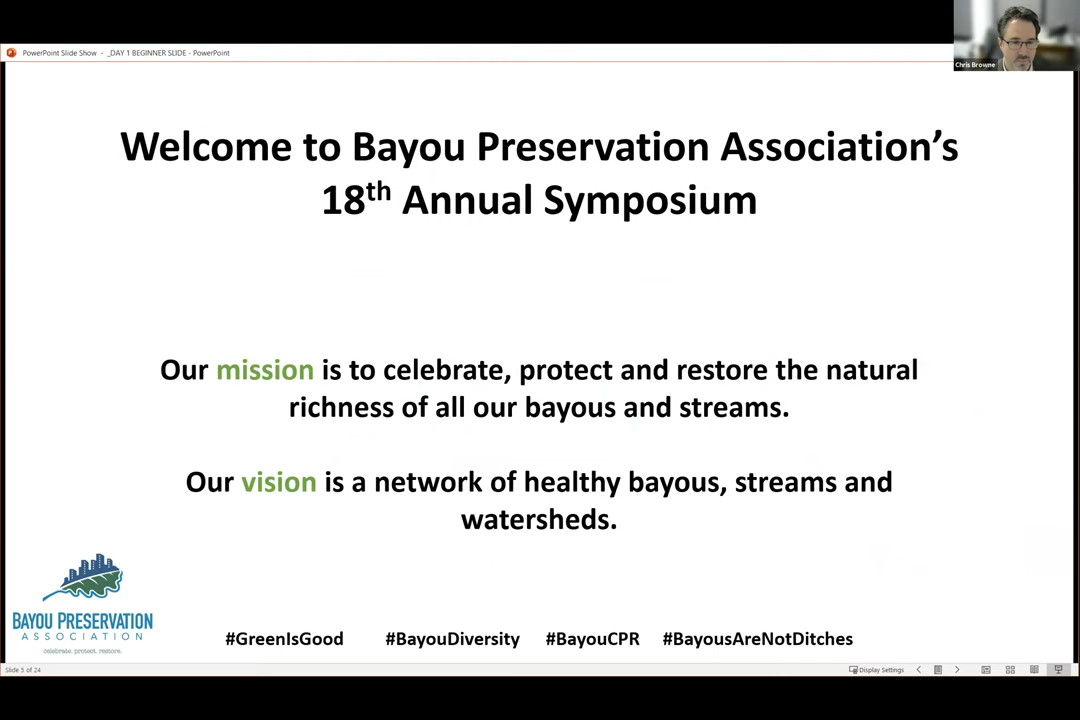 PowerPoint Slide Show - _DAY 1 BEGINNER SLIDE - PowerPoint
Chris Browne
Welcome to Bayou Preservation Association's
18th Annual Symposium
Our mission is to celebrate, protect and restore the natural
richness of all our bayous and streams.
Our vision is a network of healthy bayous, streams and
watersheds.
BAYOU PRESERVATION
ASSOCIATION
celebrate. protect. restore.
#GreenIsGood #BayouDiversity #BayouCPR #BayousAreNotDitches
Slide 5 of 24
Display Settings